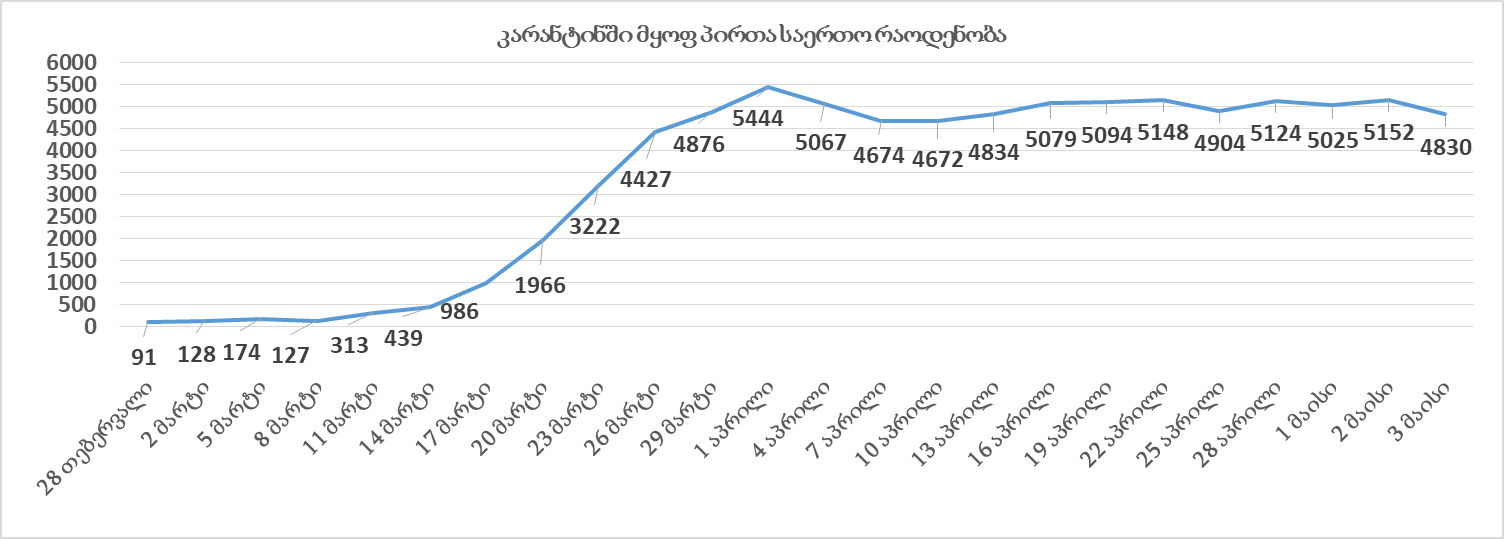 კარანტინში მყოფ პირთა საერთო რაოდენობა
6000
5500
5000
4500
4000
3500
3000
2500
2000
1500
1000
500
0
91
128
174
127
313
439
986
1966
3222
4427
4876
5444
5067
4674
4672
4834
5079
5094
5148
4904
5124
5025
5152
4830
28 თებერვალი
2 მარტი
5 მარტი
8 მარტი
11 მარტი
14 მარტი
17 მარტი
20 მარტი
23 მარტი
26 მარტი
29 მარტი
1 აპრილი
4 აპრილი
7 აპრილი
10 აპრილი
13 აპრილი
16 აპრილი
19 აპრილი
22 აპრილი
25 აპრილი
28 აპრილი
1 მაისი
2 მაისი
3 მაისი